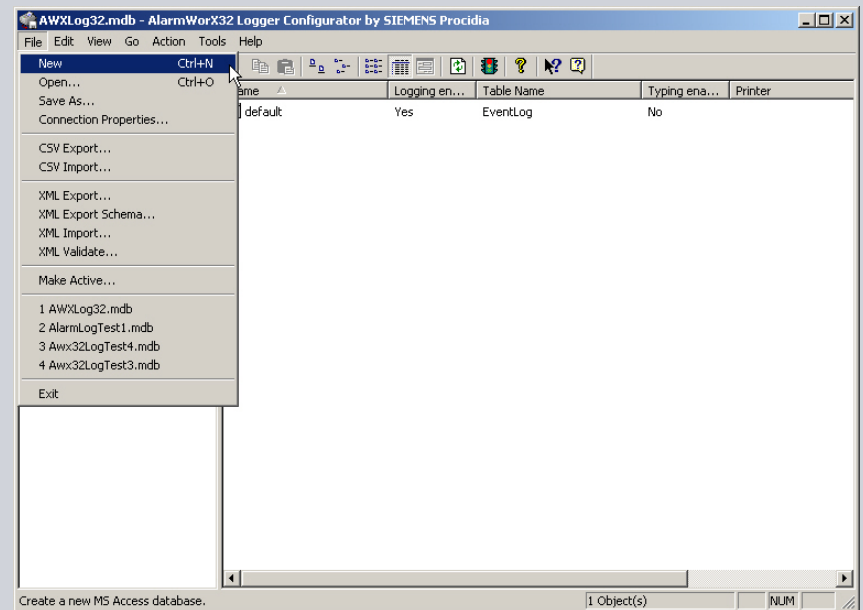 AWXLog32.mdb - AlarmWorX32 Logger Configurator by SIEMENS Procidia
File Edit View Go Action Tools Help
New Ctrl+N
Open... Ctrl+O
Save As...
Connection Properties...
CSV Export...
CSV Import...
XML Export...
XML Export Schema...
XML Import...
XML Validate...
Make Active...
1 AWXLog32.mdb
2 AlarmLogTest1.mdb
3 Awx32LogTest4.mdb
4 Awx32LogTest3.mdb
Exit
ame Logging en... Table Name Typing ena... Printer
default Yes EventLog No
Create a new MS Access database. 1 Object(s) NUM